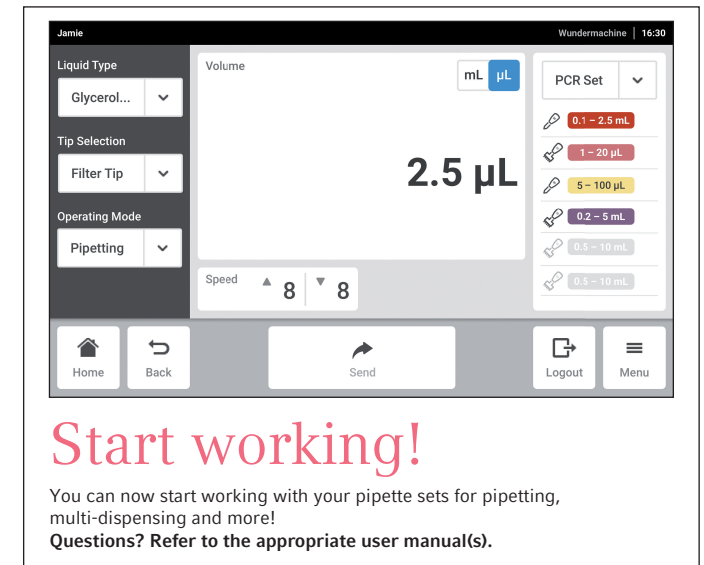 Jamie
Wundermachine | 16:30
Liquid Type
Glycerol...
Tip Selection
Filter Tip
Operating Mode
Pipetting
Volume
mL µL
2.5 µL
Speed ▲ 8 ▼ 8
PCR Set
0.1 – 2.5 mL
1 – 20 µL
5 – 100 µL
0.2 – 5 mL
0.5 – 10 mL
0.5 – 10 mL
Home
Back
Send
Logout
Menu
Start working!
You can now start working with your pipette sets for pipetting,
multi-dispensing and more!
Questions? Refer to the appropriate user manual(s).